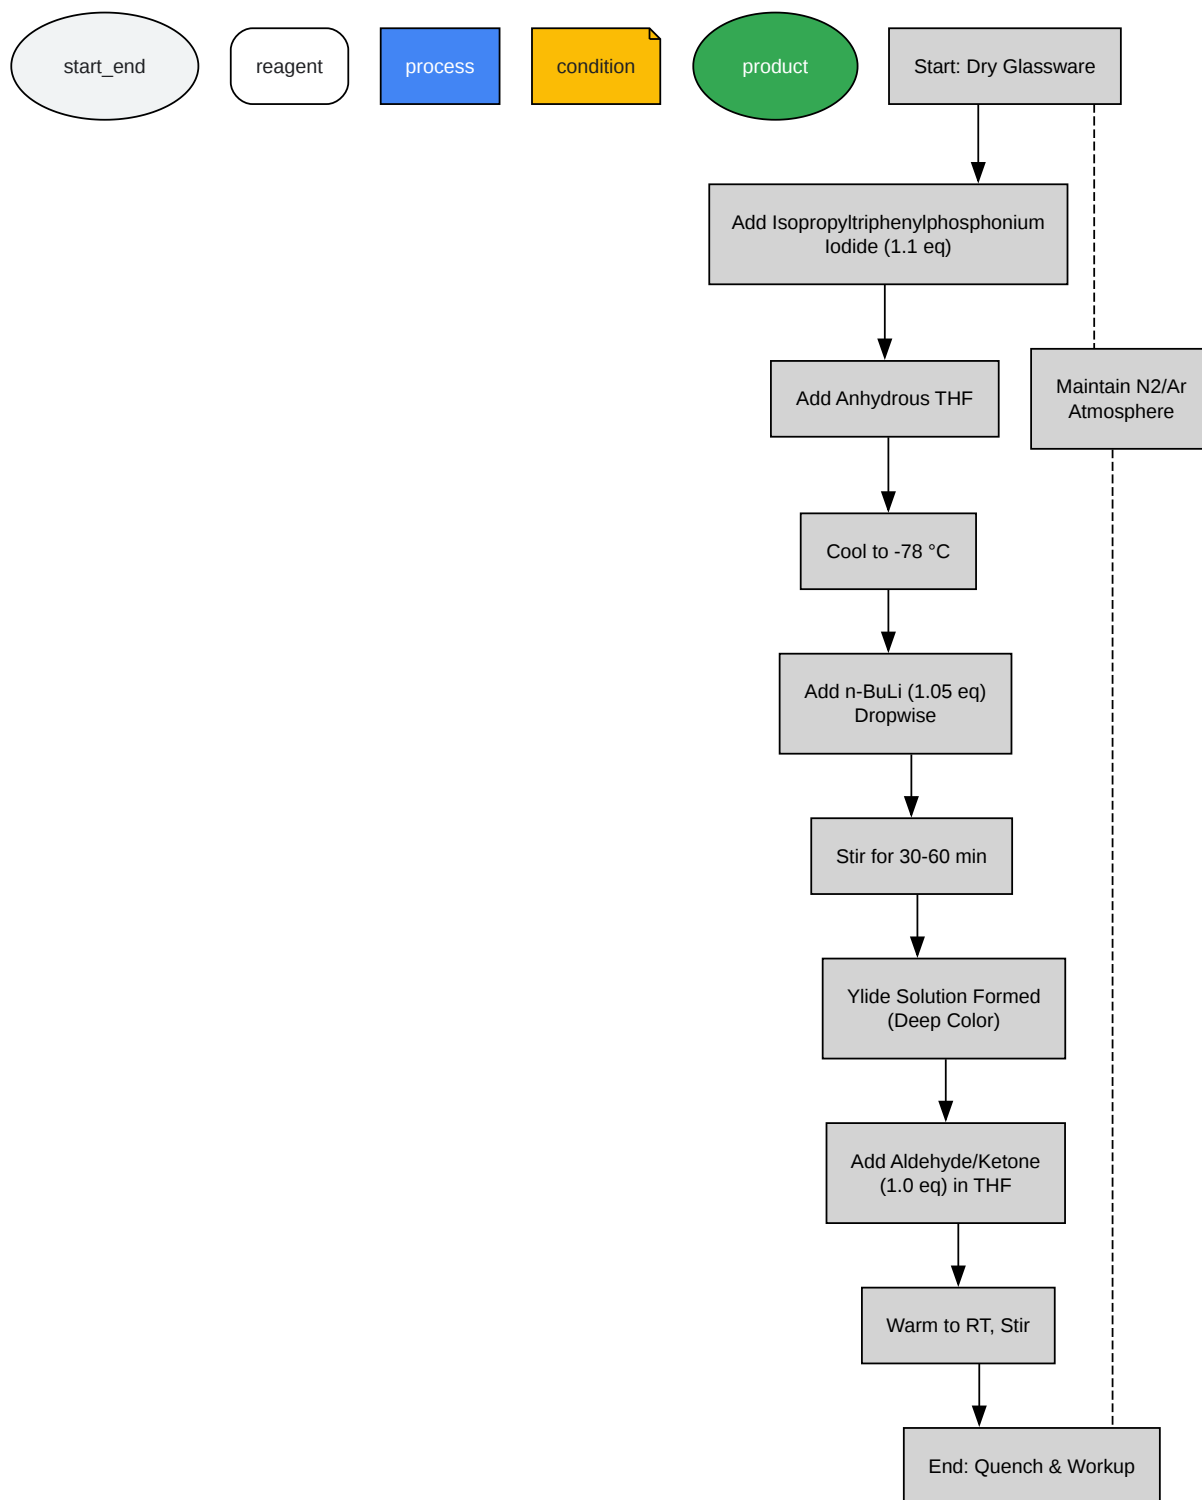 start_end
reagent
process
condition
product
Start: Dry Glassware
Add Isopropyltriphenylphosphonium
Iodide (1.1 eq)
Add Anhydrous THF
Maintain N2/Ar
Atmosphere
Cool to -78 °C
Add n-BuLi (1.05 eq)
Dropwise
Stir for 30-60 min
Ylide Solution Formed
(Deep Color)
Add Aldehyde/Ketone
(1.0 eq) in THF
Warm to RT, Stir
End: Quench & Workup